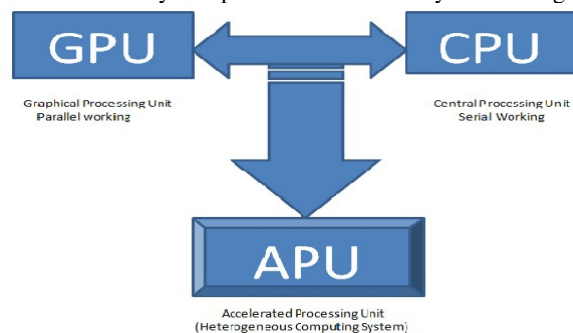 GPU
CPU
Graphical Processing Unit
Parallel working
Central Processing Unit
Serial Working
APU
Accelerated Processing Unit
(Heterogeneous Computing System)